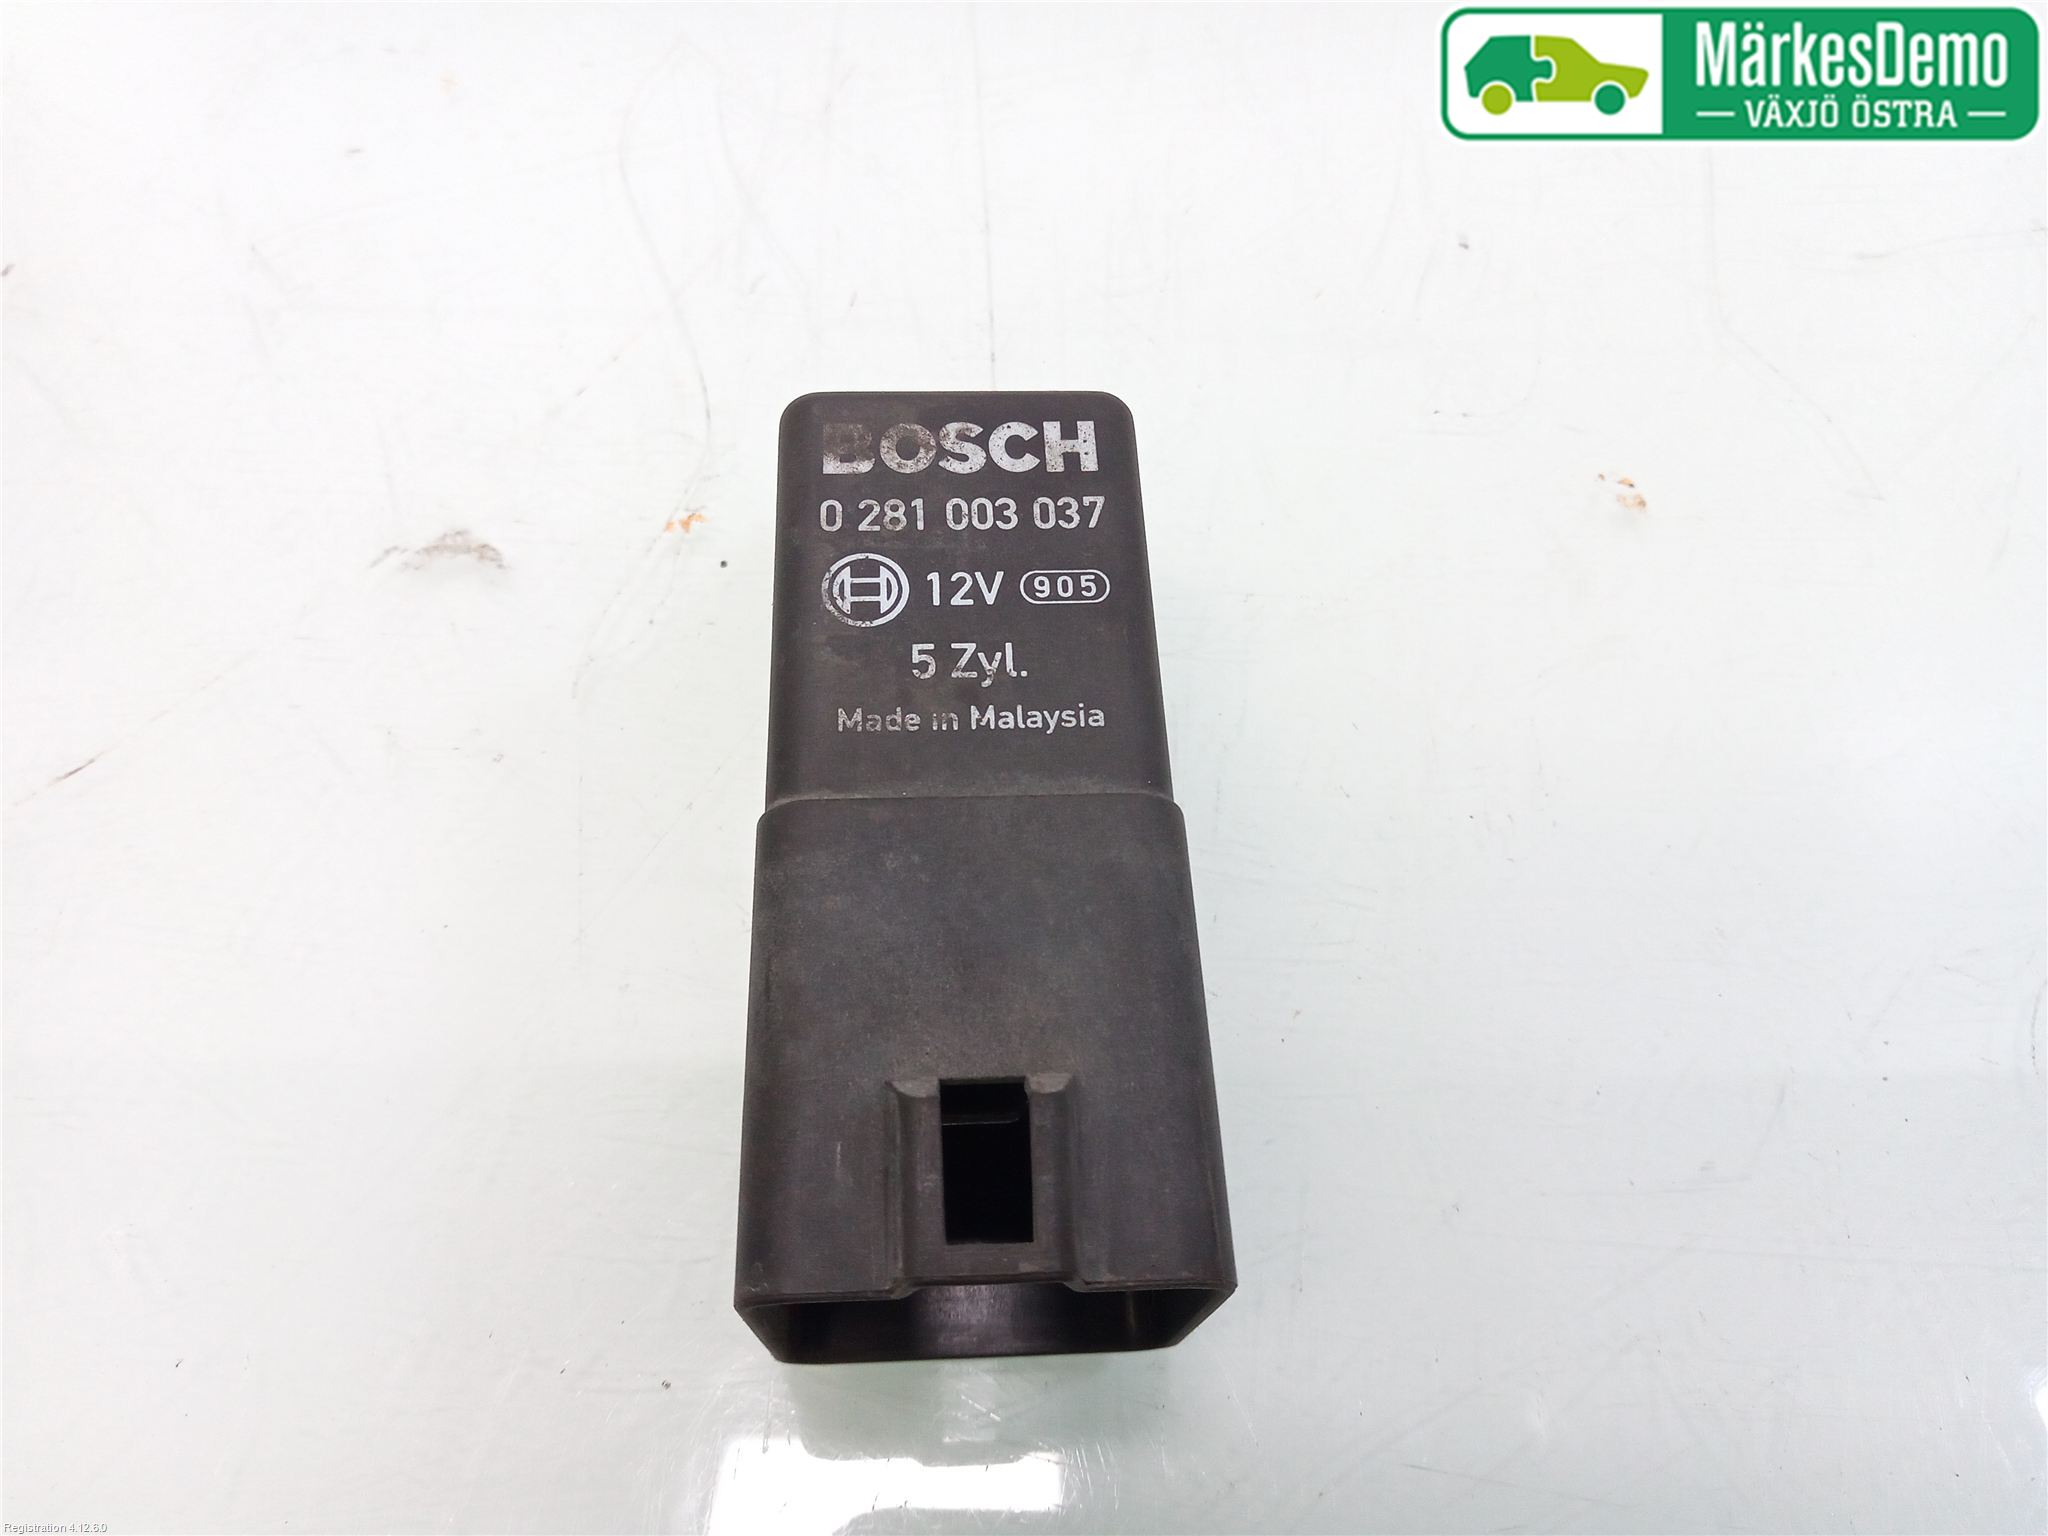 MärkesDemo
VÄXJÖ ÖSTRA
BOSCH
0 281 003 037
12V 905
5 Zyl.
Made in Malaysia
Registration 4.12.6.0